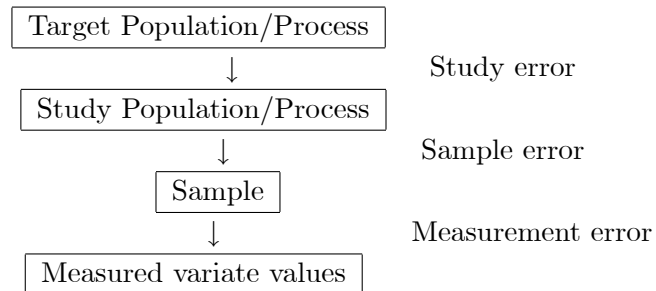 Target Population/Process
Study error
Study Population/Process
Sample error
Sample
Measurement error
Measured variate values